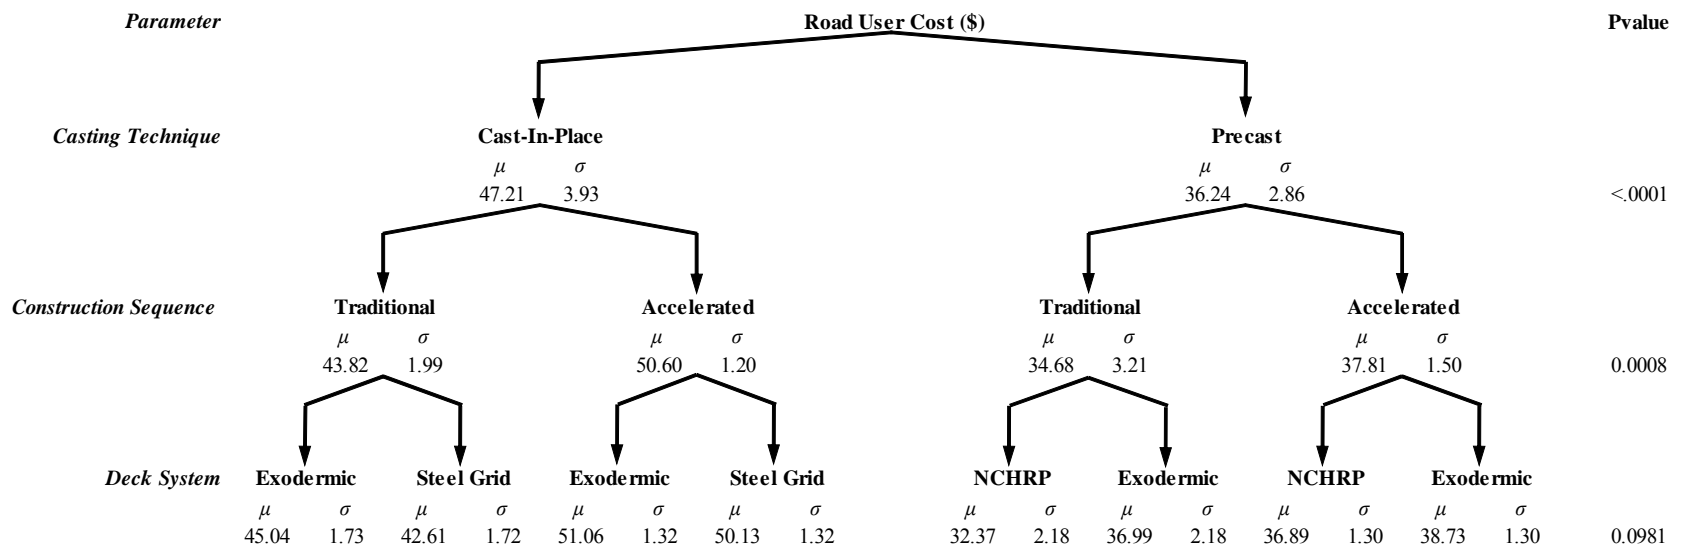 Parameter Road User Cost ($) Pvalue
Casting Technique Cast-In-Place Precast
μ σ μ σ
47.21 3.93 36.24 2.86 <.0001
Construction Sequence Traditional Accelerated Traditional Accelerated
μ σ μ σ μ σ μ σ
43.82 1.99 50.60 1.20 34.68 3.21 37.81 1.50 0.0008
Deck System Exodermic Steel Grid Exodermic Steel Grid NCHRP Exodermic NCHRP Exodermic
μ σ μ σ μ σ μ σ μ σ μ σ μ σ μ σ
45.04 1.73 42.61 1.72 51.06 1.32 50.13 1.32 32.37 2.18 36.99 2.18 36.89 1.30 38.73 1.30 0.0981